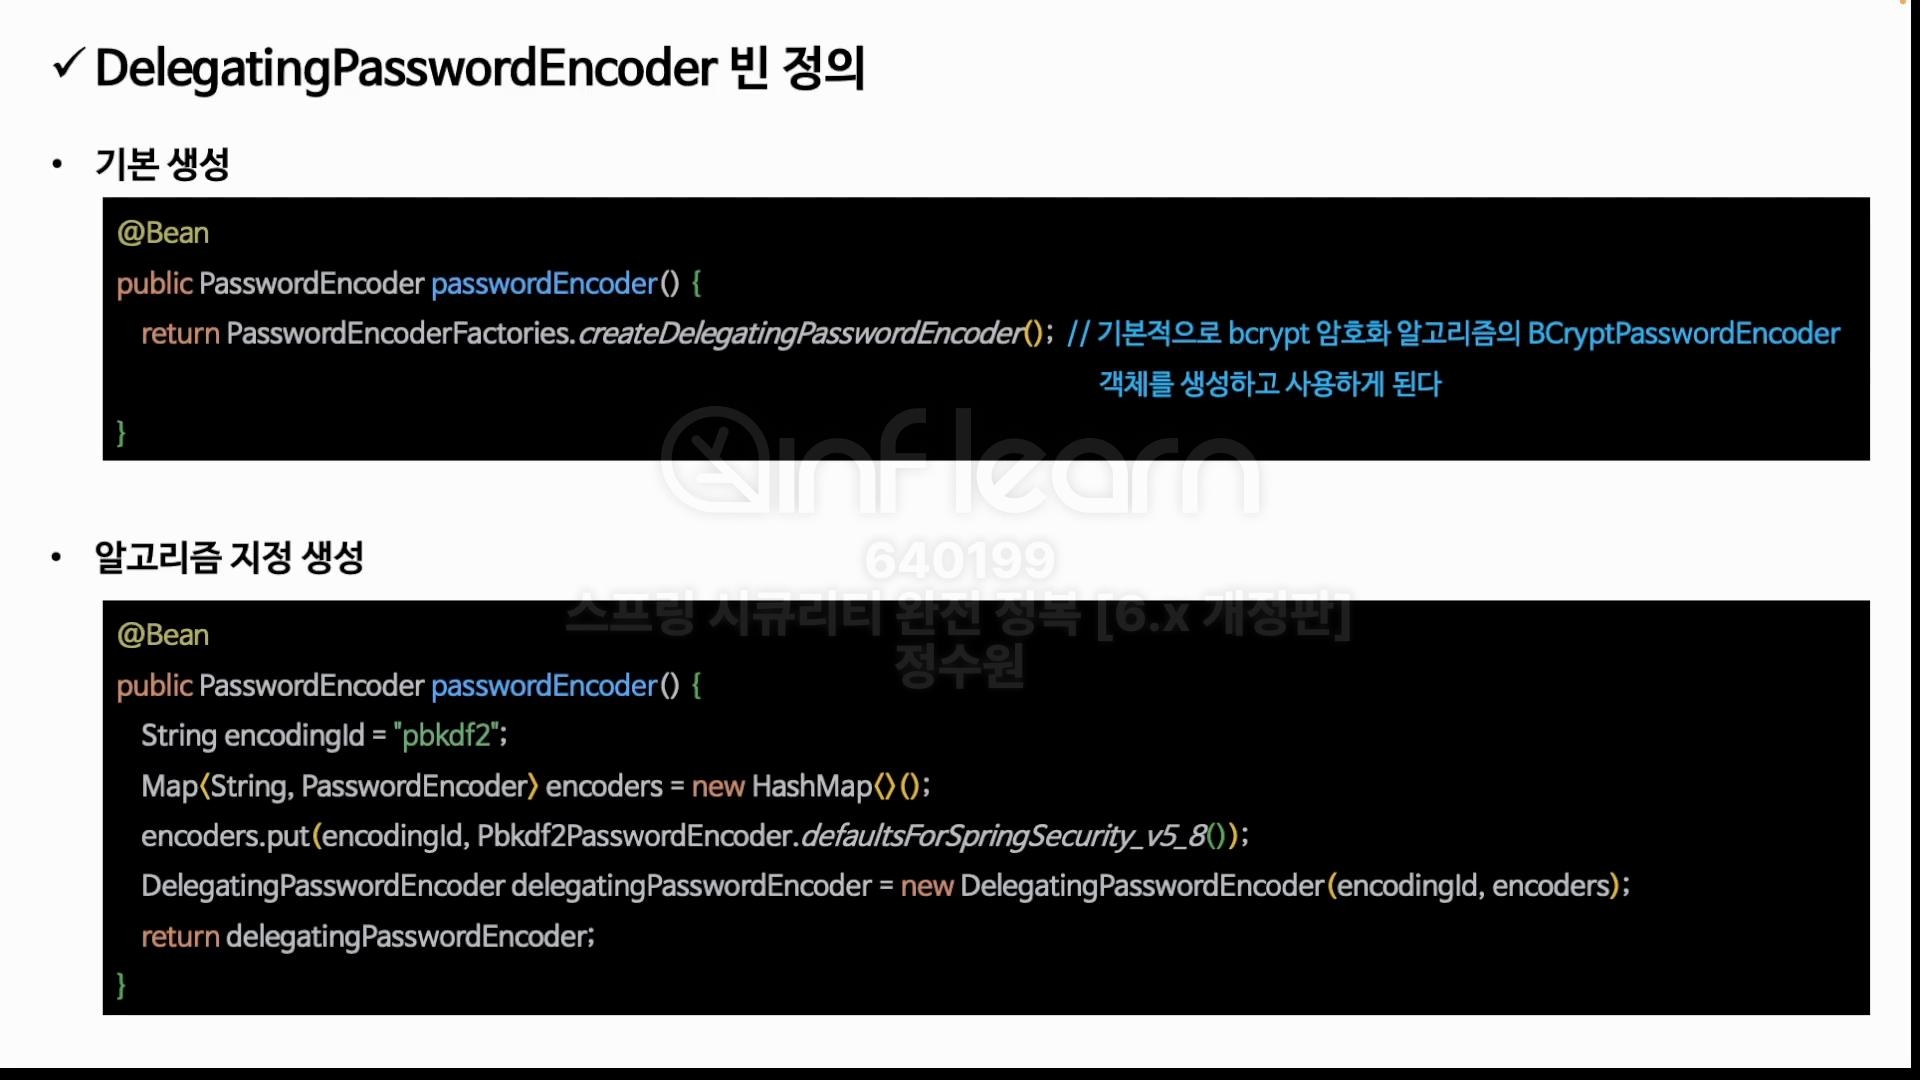 ✓ DelegatingPasswordEncoder 빈 정의
• 기본 생성
@Bean
public PasswordEncoder passwordEncoder() {
return PasswordEncoderFactories.createDelegatingPasswordEncoder(); // 기본적으로 bcrypt 암호화 알고리즘의 BCryptPasswordEncoder
객체를 생성하고 사용하게 된다
}
inflearn
640199
• 알고리즘 지정 생성
스프링 시큐리티 완전 정복 [6.x 개정판]
정수원
@Bean
public PasswordEncoder passwordEncoder() {
String encodingId = "pbkdf2";
Map<String, PasswordEncoder> encoders = new HashMap<>();
encoders.put(encodingId, Pbkdf2PasswordEncoder.defaultsForSpringSecurity_v5_8());
DelegatingPasswordEncoder delegatingPasswordEncoder = new DelegatingPasswordEncoder(encodingId, encoders);
return delegatingPasswordEncoder;
}